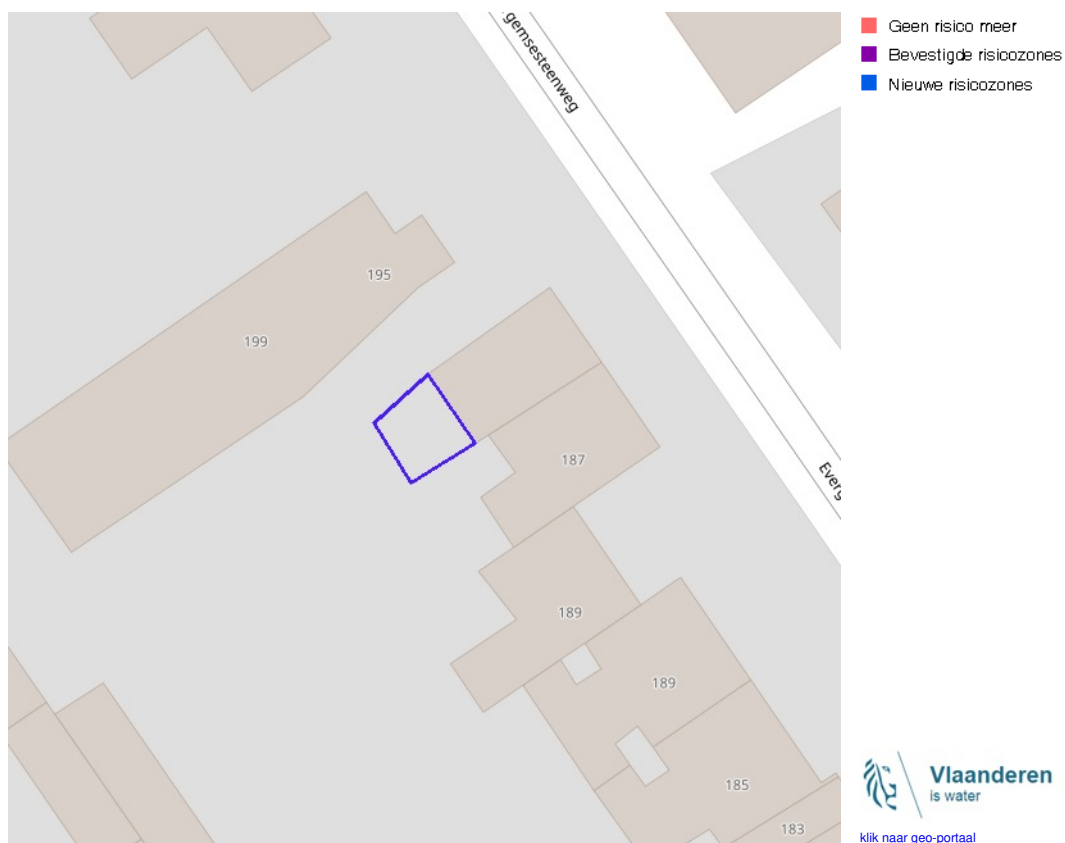 rgemsesteenweg
Geen risico meer
Bevestigde risicozones
Nieuwe risicozones
195
199
187
Everg
189
189
185
183
Vlaanderen
is water
klik naar geo-portaal